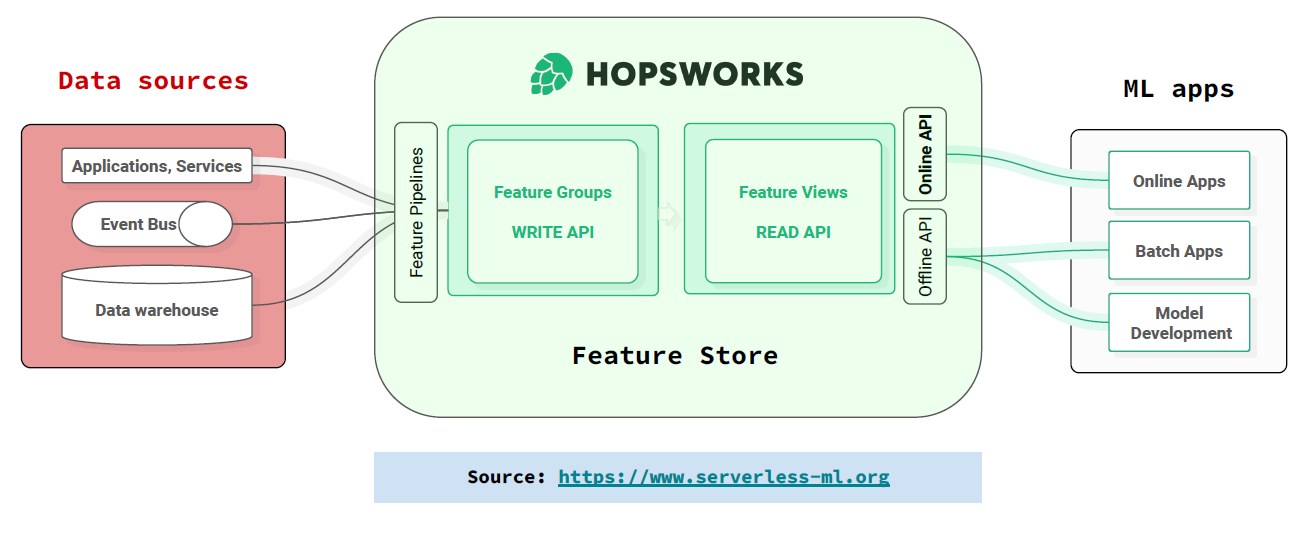 HOPSWORKS
Data sources
ML apps
Applications, Services
Event Bus
Data warehouse
Feature Pipelines
Feature Groups
WRITE API
Feature Views
READ API
Online API
Offline API
Online Apps
Batch Apps
Model
Development
Feature Store
Source: https://www.serverless-ml.org